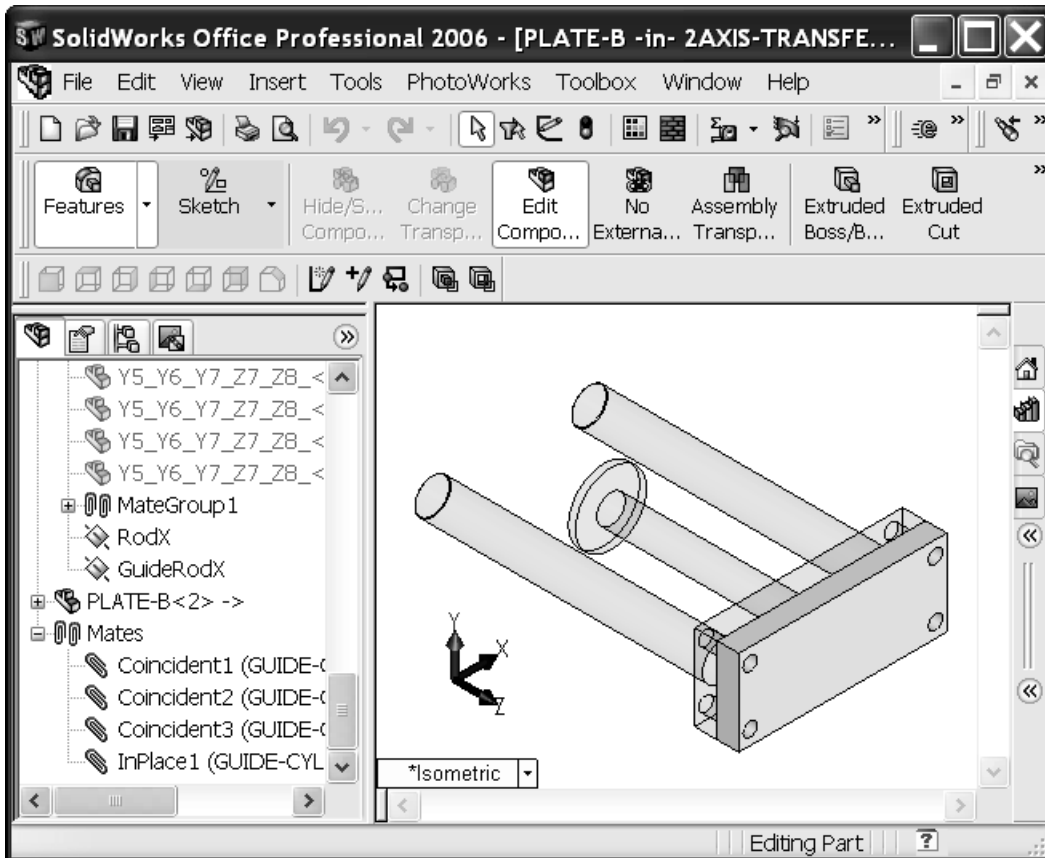 SolidWorks Office Professional 2006 - [PLATE-B -in- 2AXIS-TRANSFE...
File Edit View Insert Tools PhotoWorks Toolbox Window Help
Features Sketch Hide/S... Compo... Change Transp... Edit Compo... No Externa... Assembly Transp... Extruded Boss/B... Extruded Cut
Y5_Y6_Y7_Z7_Z8_<
Y5_Y6_Y7_Z7_Z8_<
Y5_Y6_Y7_Z7_Z8_<
Y5_Y6_Y7_Z7_Z8_<
MateGroup1
RodX
GuideRodX
PLATE-B<2> ->
Mates
Coincident1 (GUIDE-C
Coincident2 (GUIDE-C
Coincident3 (GUIDE-C
InPlace1 (GUIDE-CYL
Y
X
Z
*Isometric
Editing Part